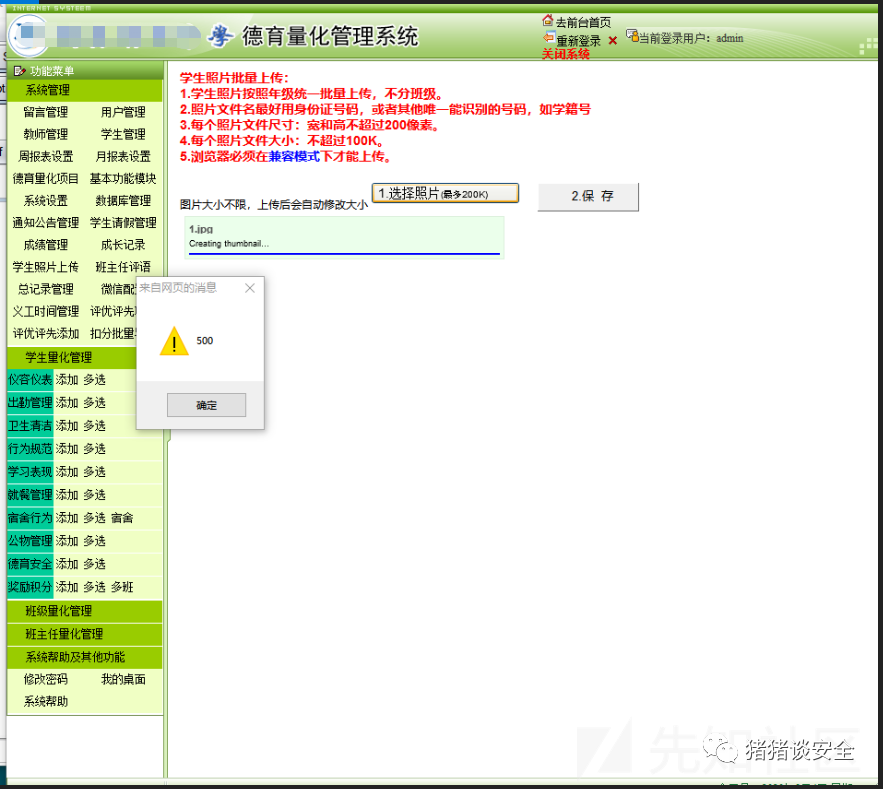 INTERNET SYSTEM
德育量化管理系统
去前台首页
重新登录
关闭系统
当前登录用户：admin
功能菜单
系统管理
留言管理 用户管理
教师管理 学生管理
周报表设置 月报表设置
德育量化项目 基本功能模块
系统设置 数据库管理
通知公告管理 学生请假管理
成绩管理 成长记录
学生照片上传 班主任评语
总记录管理 微信配
义工时间管理 评优评先
评优评先添加 扣分批量
学生量化管理
仪容仪表 添加 多选
出勤管理 添加 多选
卫生清洁 添加 多选
行为规范 添加 多选
学习表现 添加 多选
就餐管理 添加 多选
宿舍行为 添加 多选 宿舍
公物管理 添加 多选
德育安全 添加 多选
奖励积分 添加 多选 多班
班级量化管理
班主任量化管理
系统帮助及其他功能
修改密码 我的桌面
系统帮助
学生照片批量上传：
1.学生照片按照年级统一批量上传，不分班级。
2.照片文件名最好用身份证号码，或者其他唯一能识别的号码，如学籍号
3.每个照片文件尺寸：宽和高不超过200像素。
4.每个照片文件大小：不超过100K。
5.浏览器必须在兼容模式下才能上传。
图片大小不限，上传后会自动修改大小
1.选择照片(最多200K)
2.保 存
1.jpg
Creating thumbnail...
来自网页的消息
500
确定
先知社区
猪猪谈安全